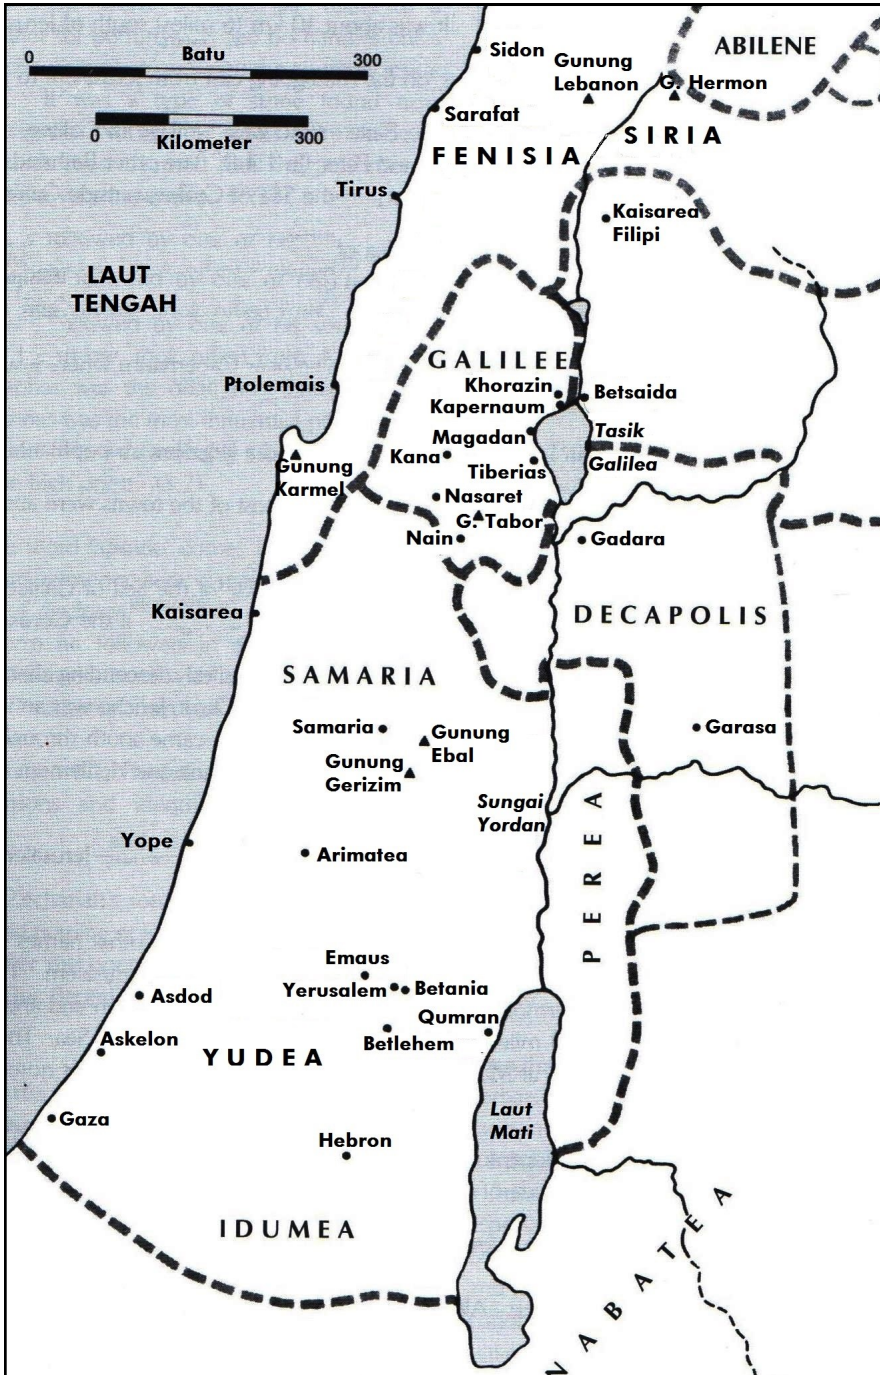 Batu
0 300
0 300
Kilometer
Sidon
Gunung
Lebanon
G. Hermon
ABILENE
Sarafat
FENISIA
SIRIA
Tirus
Kaisarea
Filipi
LAUT
TENGAH
GALILEE
Ptolemais
Khorazin
Kapernaum
Betsaida
Magadan
Tasik
Galilea
Kana
Tiberias
Gunung
Karmel
Nasaret
G. Tabor
Nain
Gadara
Kaisarea
DECAPOLIS
SAMARIA
Samaria
Gunung
Ebal
Gunung
Gerizim
Garasa
Sungai
Yordan
PEREA
Yope
Arimatea
Emaus
Yerusalem
Betania
Asdod
Qumran
Askelon
Betlehem
YUDEA
Gaza
Laut
Mati
Hebron
IDUMEA
NABATEA